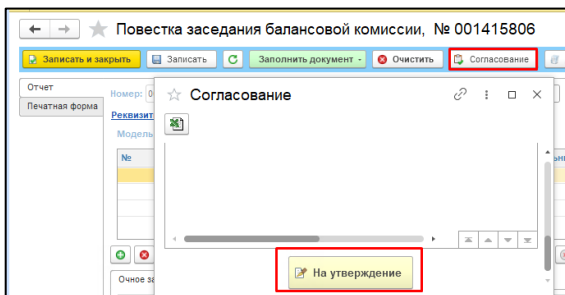 Повестка заседания балансовой комиссии, № 001415806
Записать и закрыть Записать Заполнить документ - Очистить Согласование
Отчет
Печатная форма
Номер: 0
Реквизит
Модель
№
Согласование
На утверждение
Очное за